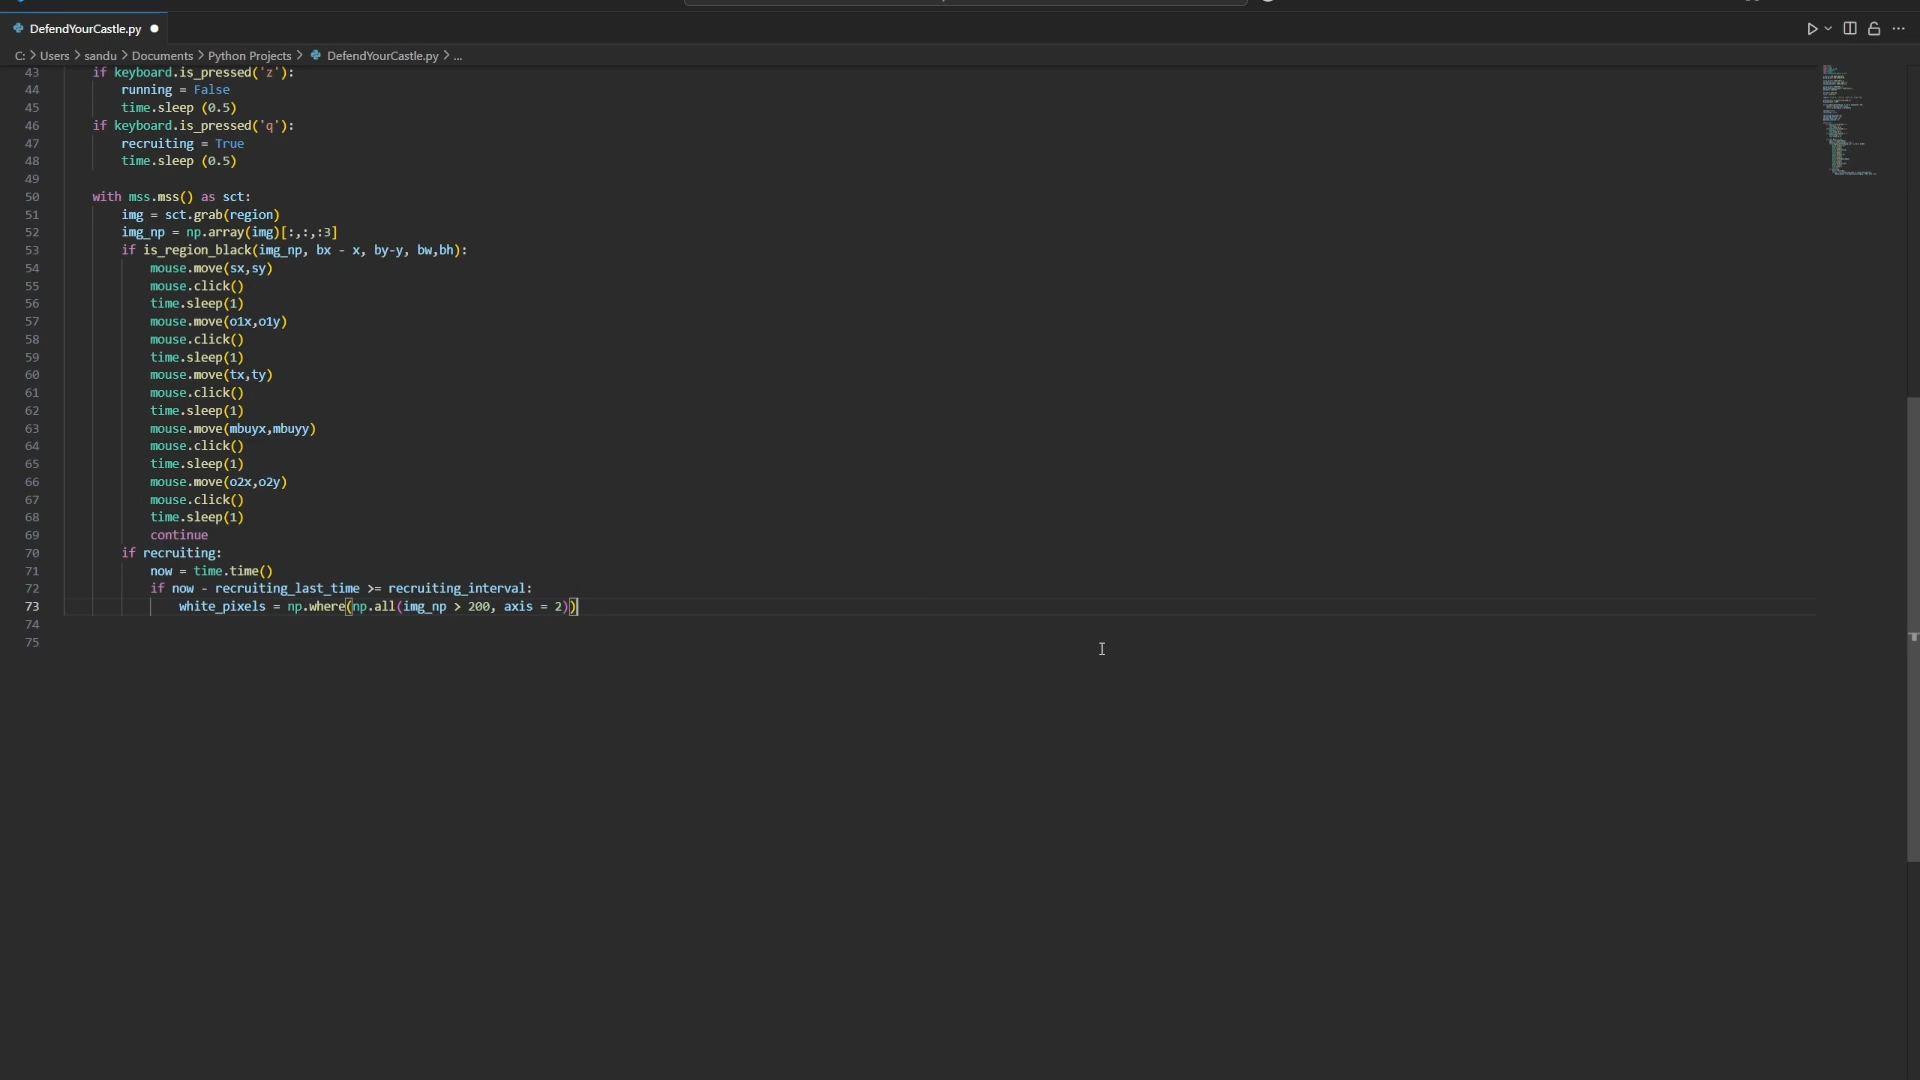 DefendYourCastle.py
C: > Users > sandu > Documents > Python Projects > DefendYourCastle.py > ...
43 if keyboard.is_pressed('z'):
44 running = False
45 time.sleep (0.5)
46 if keyboard.is_pressed('q'):
47 recruiting = True
48 time.sleep (0.5)
49
50 with mss.mss() as sct:
51 img = sct.grab(region)
52 img_np = np.array(img)[:,:,:3]
53 if is_region_black(img_np, bx - x, by-y, bw,bh):
54 mouse.move(sx,sy)
55 mouse.click()
56 time.sleep(1)
57 mouse.move(o1x,o1y)
58 mouse.click()
59 time.sleep(1)
60 mouse.move(tx,ty)
61 mouse.click()
62 time.sleep(1)
63 mouse.move(mbuyx,mbuyy)
64 mouse.click()
65 time.sleep(1)
66 mouse.move(o2x,o2y)
67 mouse.click()
68 time.sleep(1)
69 continue
70 if recruiting:
71 now = time.time()
72 if now - recruiting_last_time >= recruiting_interval:
73 white_pixels = np.where(np.all(img_np > 200, axis = 2))
74
75